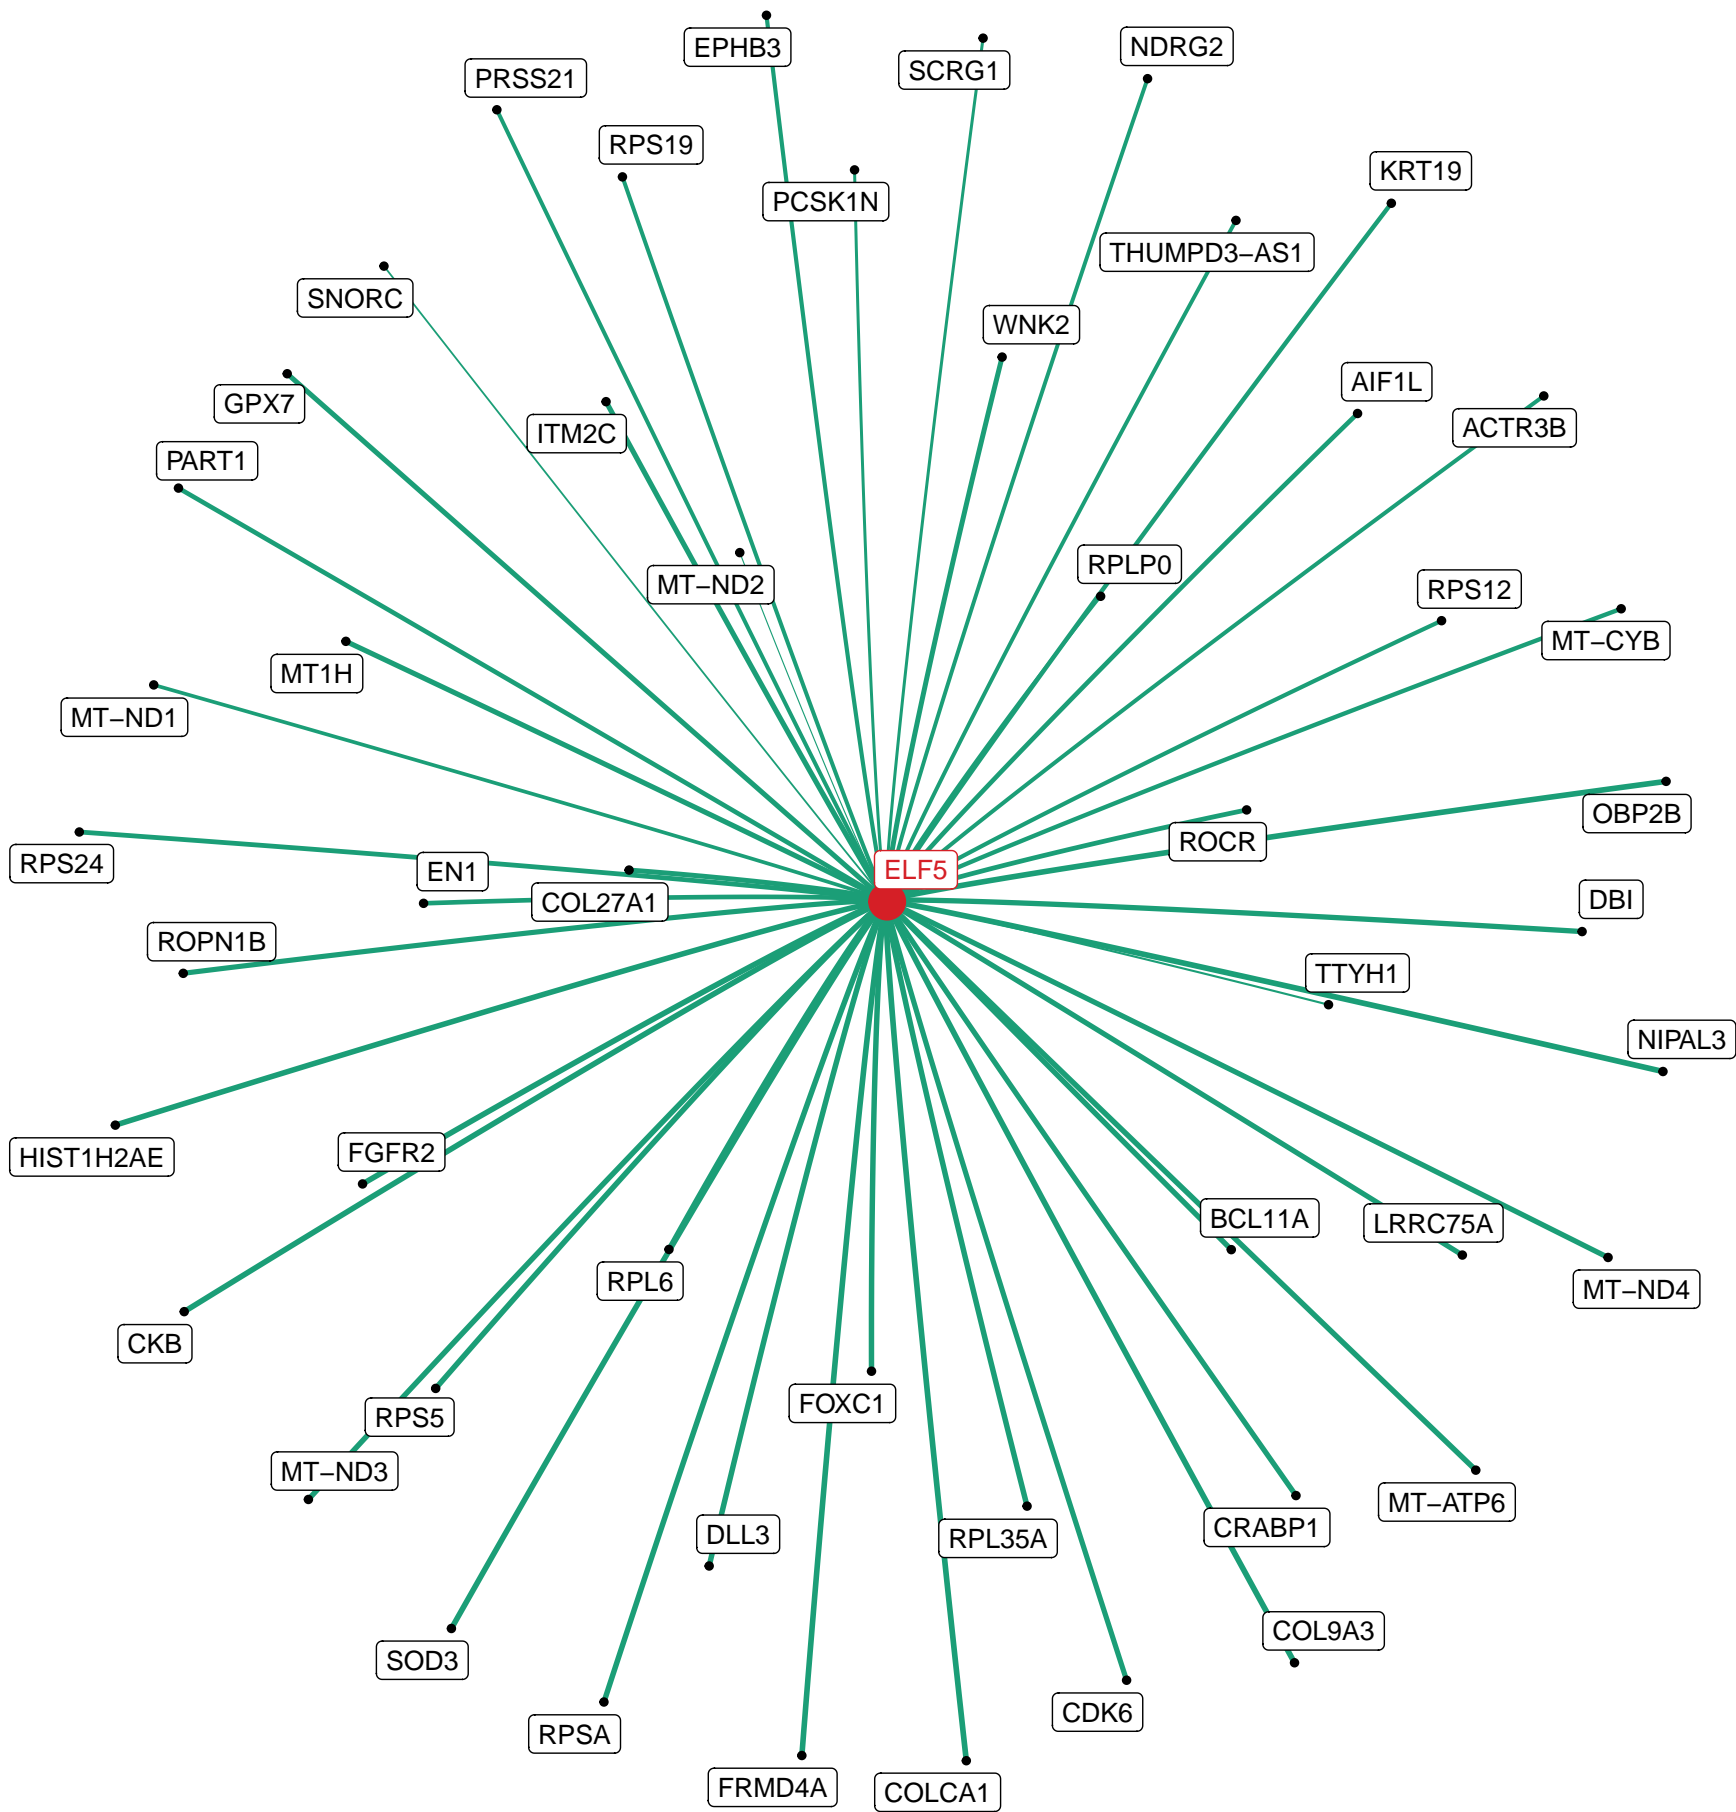 EPHB3
NDRG2
SCRG1
PRSS21
RPS19
KRT19
PCSK1N
THUMPD3−AS1
SNORC
WNK2
AIF1L
GPX7
ACTR3B
ITM2C
PART1
RPLP0
MT−ND2
RPS12
MT−CYB
MT1H
MT−ND1
OBP2B
ROCR
RPS24
ELF5
EN1
DBI
COL27A1
ROPN1B
TTYH1
NIPAL3
FGFR2
HIST1H2AE
BCL11A
LRRC75A
RPL6
MT−ND4
CKB
FOXC1
RPS5
MT−ND3
MT−ATP6
CRABP1
DLL3
RPL35A
COL9A3
SOD3
CDK6
RPSA
FRMD4A
COLCA1